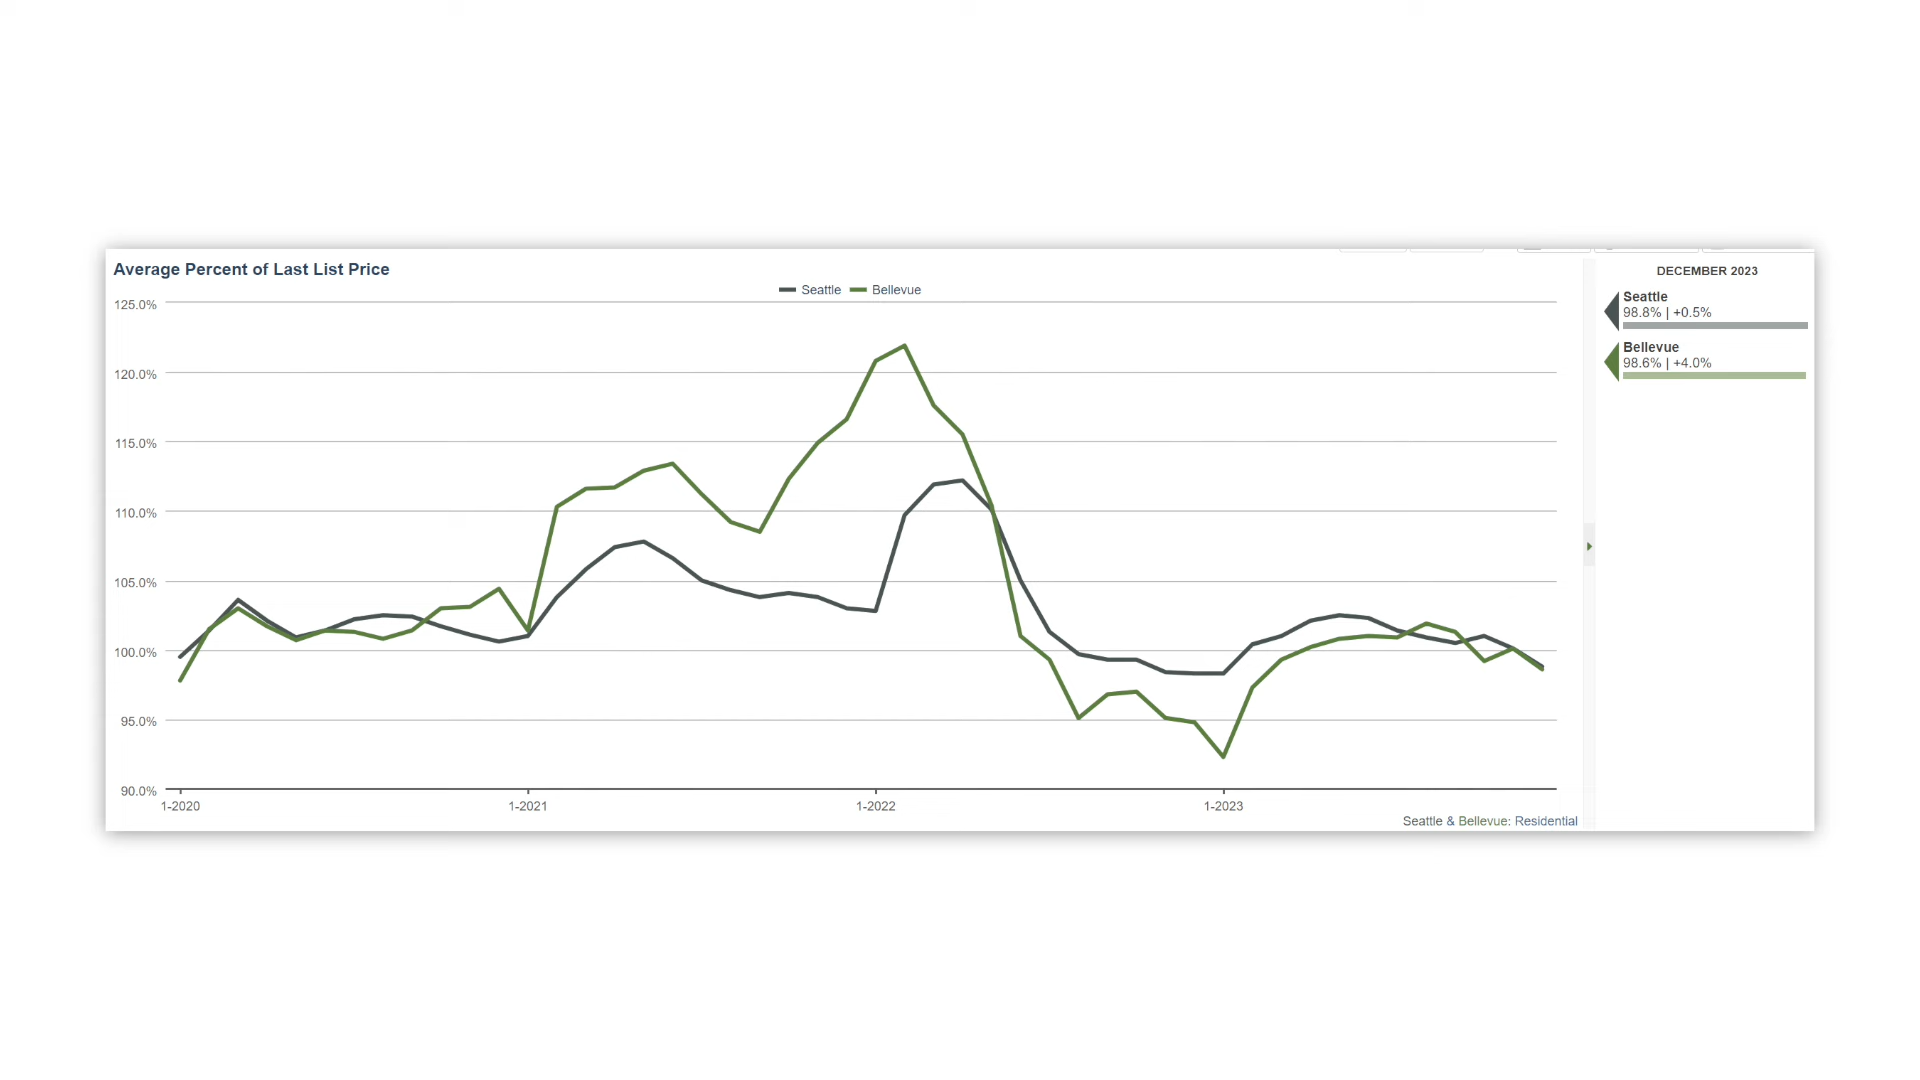 Average Percent of Last List Price
Seattle Bellevue
125.0%
120.0%
115.0%
110.0%
105.0%
100.0%
95.0%
90.0%
1-2020 1-2021 1-2022 1-2023
Seattle & Bellevue: Residential
DECEMBER 2023
Seattle
98.8% | +0.5%
Bellevue
98.6% | +4.0%